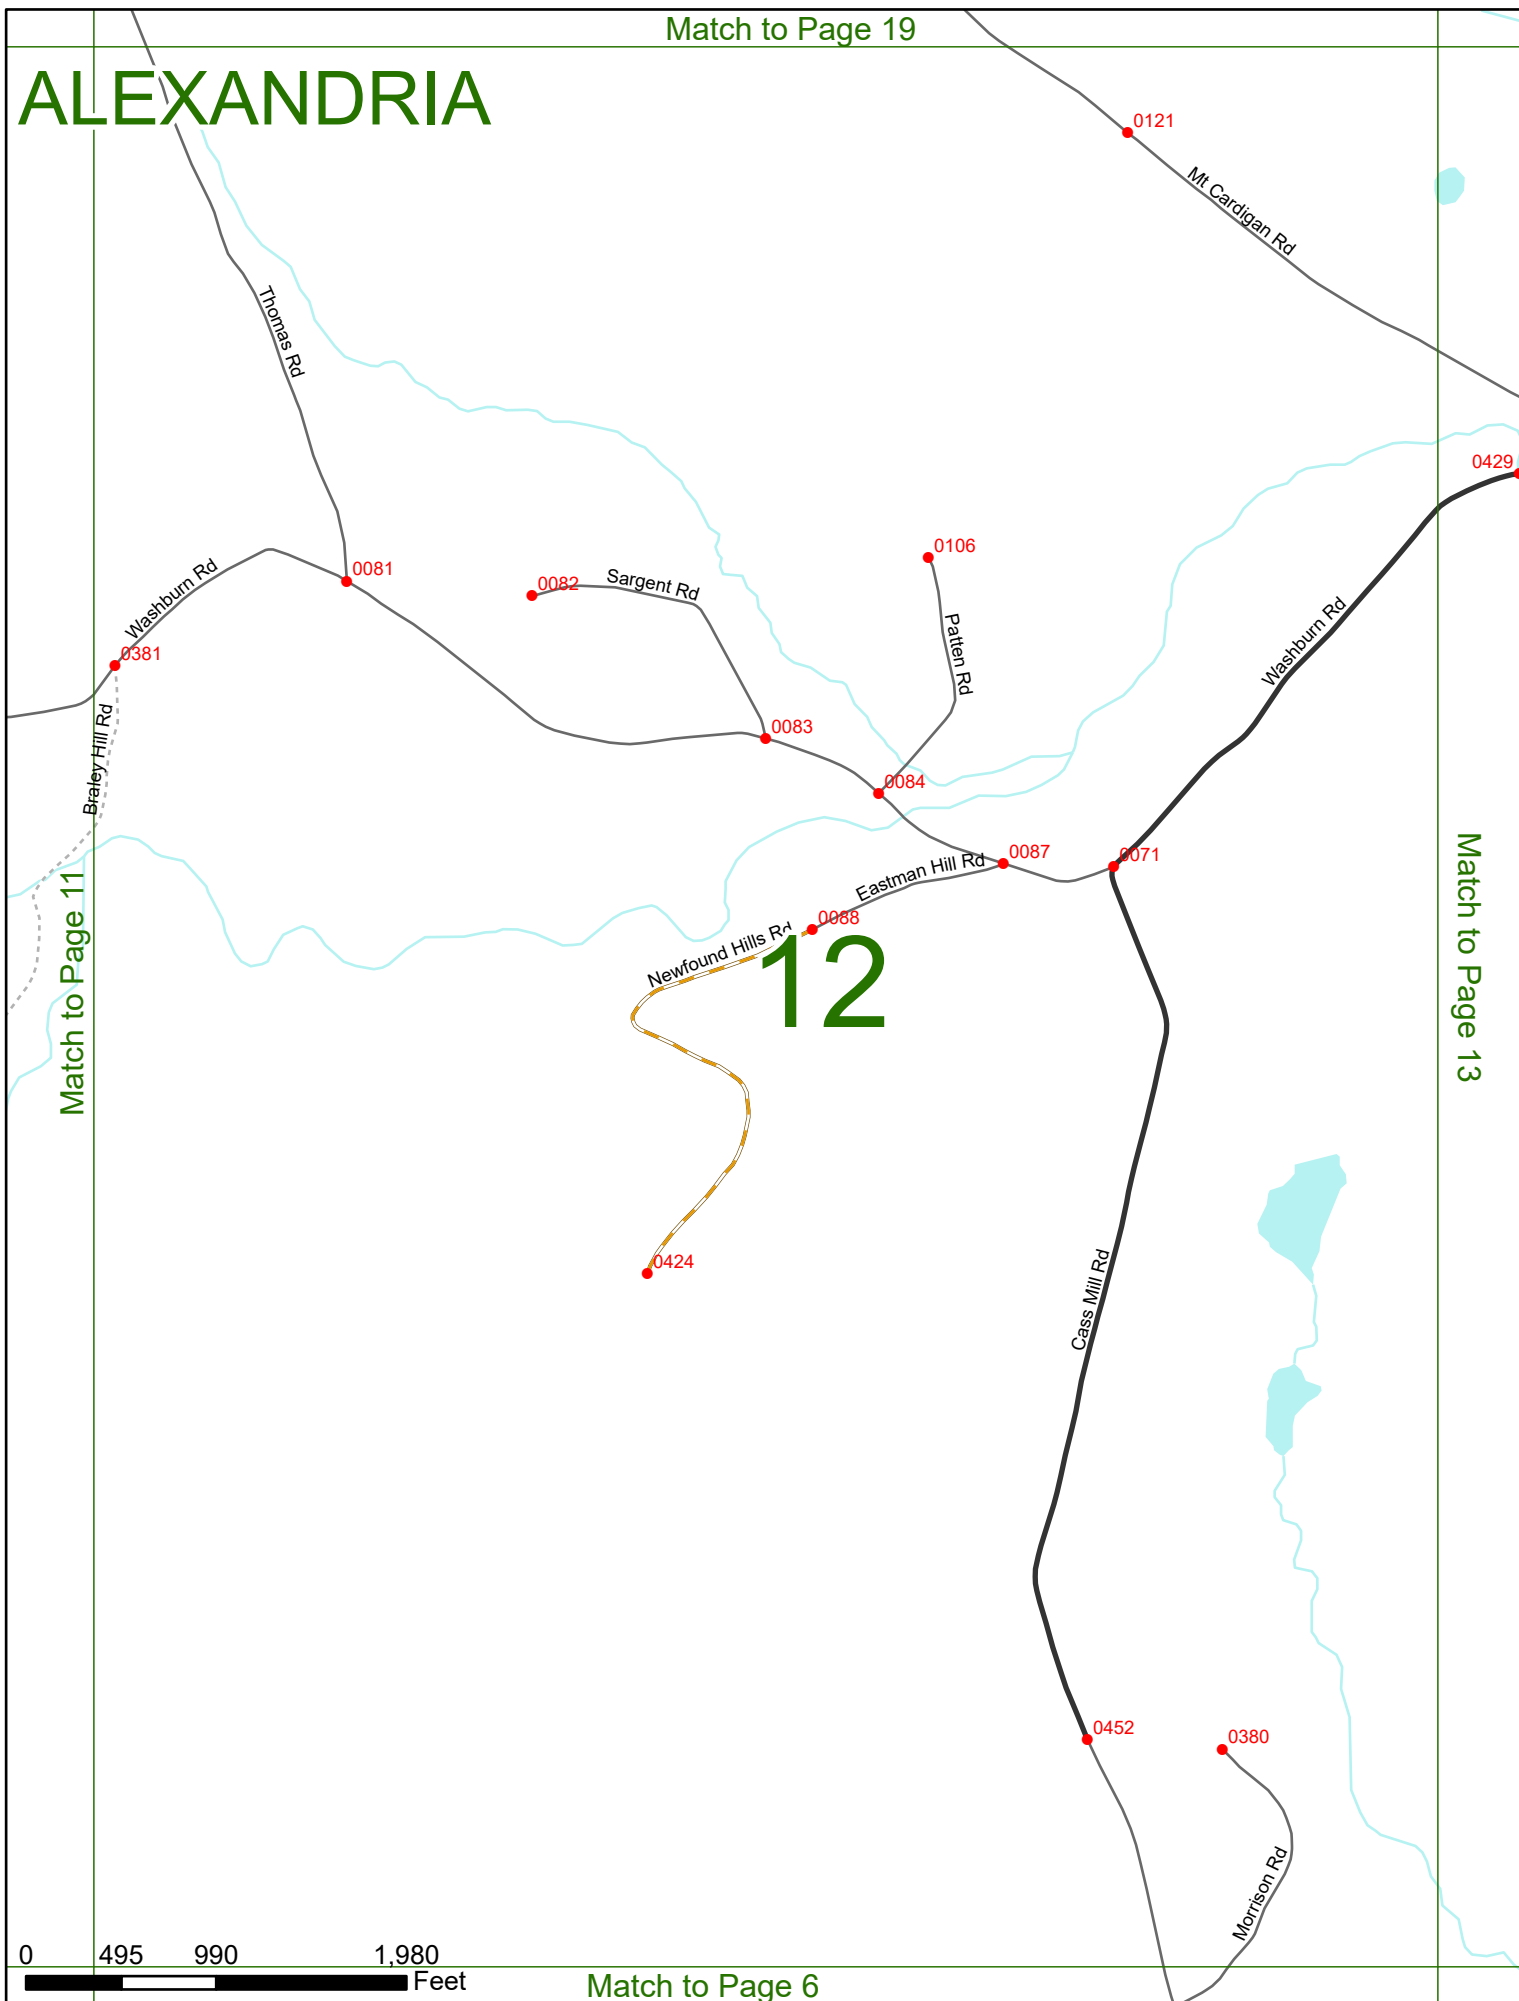 Match to Page 19
ALEXANDRIA
0121
Mt Cardigan Rd
Thomas Rd
0429
0106
0081
0082
Sargent Rd
Washburn Rd
Patten Rd
Washburn Rd
0381
Braley Hill Rd
0083
0084
0087
0071
Eastman Hill Rd
0088
Newfound Hills Rd
12
Match to Page 11
Match to Page 13
0424
Cass Mill Rd
0452
0380
Morrison Rd
0 495 990 1,980
Feet
Match to Page 6